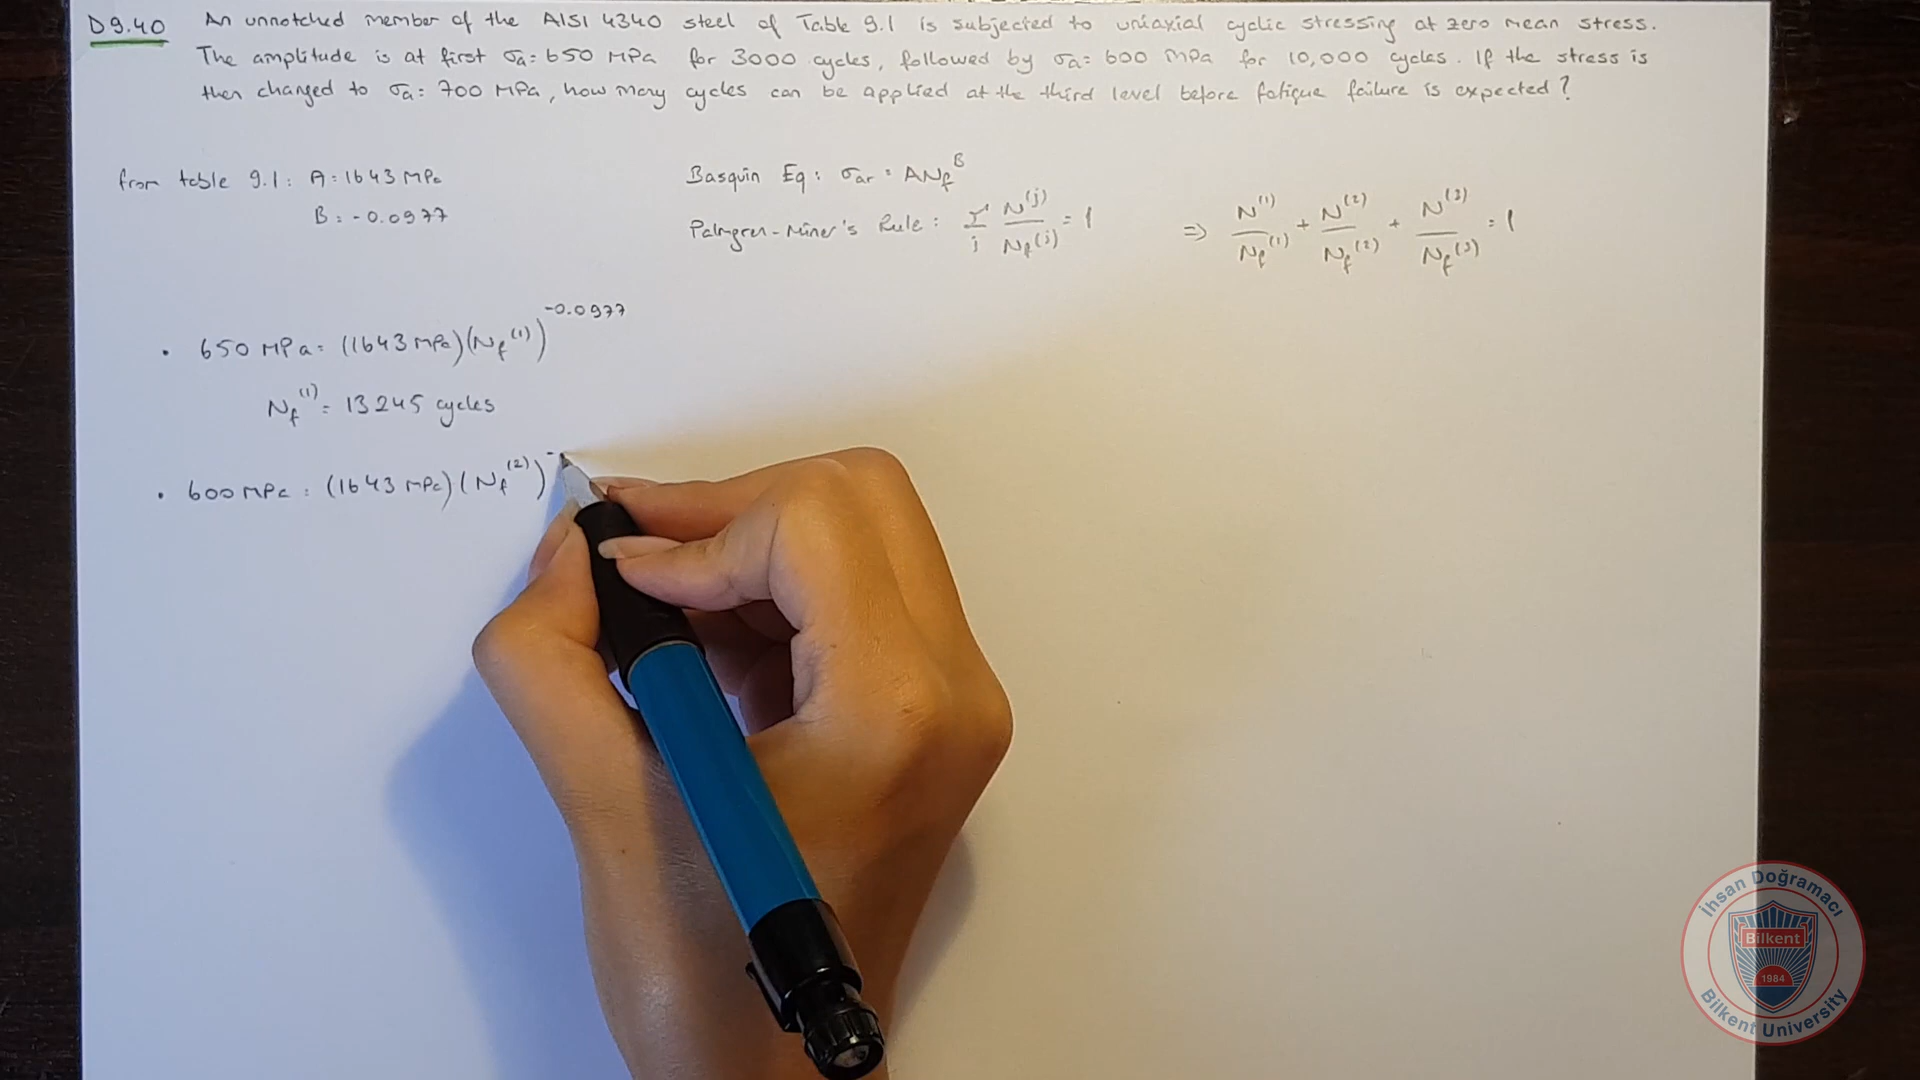 D9.40 An unnotched member of the AISI 4340 steel of Table 9.1 is subjected to uniaxial cyclic stressing at zero mean stress.
The amplitude is at first σa = 650 MPa for 3000 cycles, followed by σa = 600 MPa for 10,000 cycles. If the stress is
then changed to σa = 700 MPa, how many cycles can be applied at the third level before fatigue failure is expected?
from table 9.1: A = 1643 MPa
B = -0.0977
Basquin Eq: σar = A Nf^B
Palmgren-Miner's Rule: Σj N^(j) / Nf^(j) = 1 => N^(1) / Nf^(1) + N^(2) / Nf^(2) + N^(3) / Nf^(3) = 1
• 650 MPa = (1643 MPa)(Nf^(1))^-0.0977
Nf^(1) = 13245 cycles
• 600 MPa = (1643 MPa)(Nf^(2))^-
İhsan Doğramacı
Bilkent
1984
Bilkent University